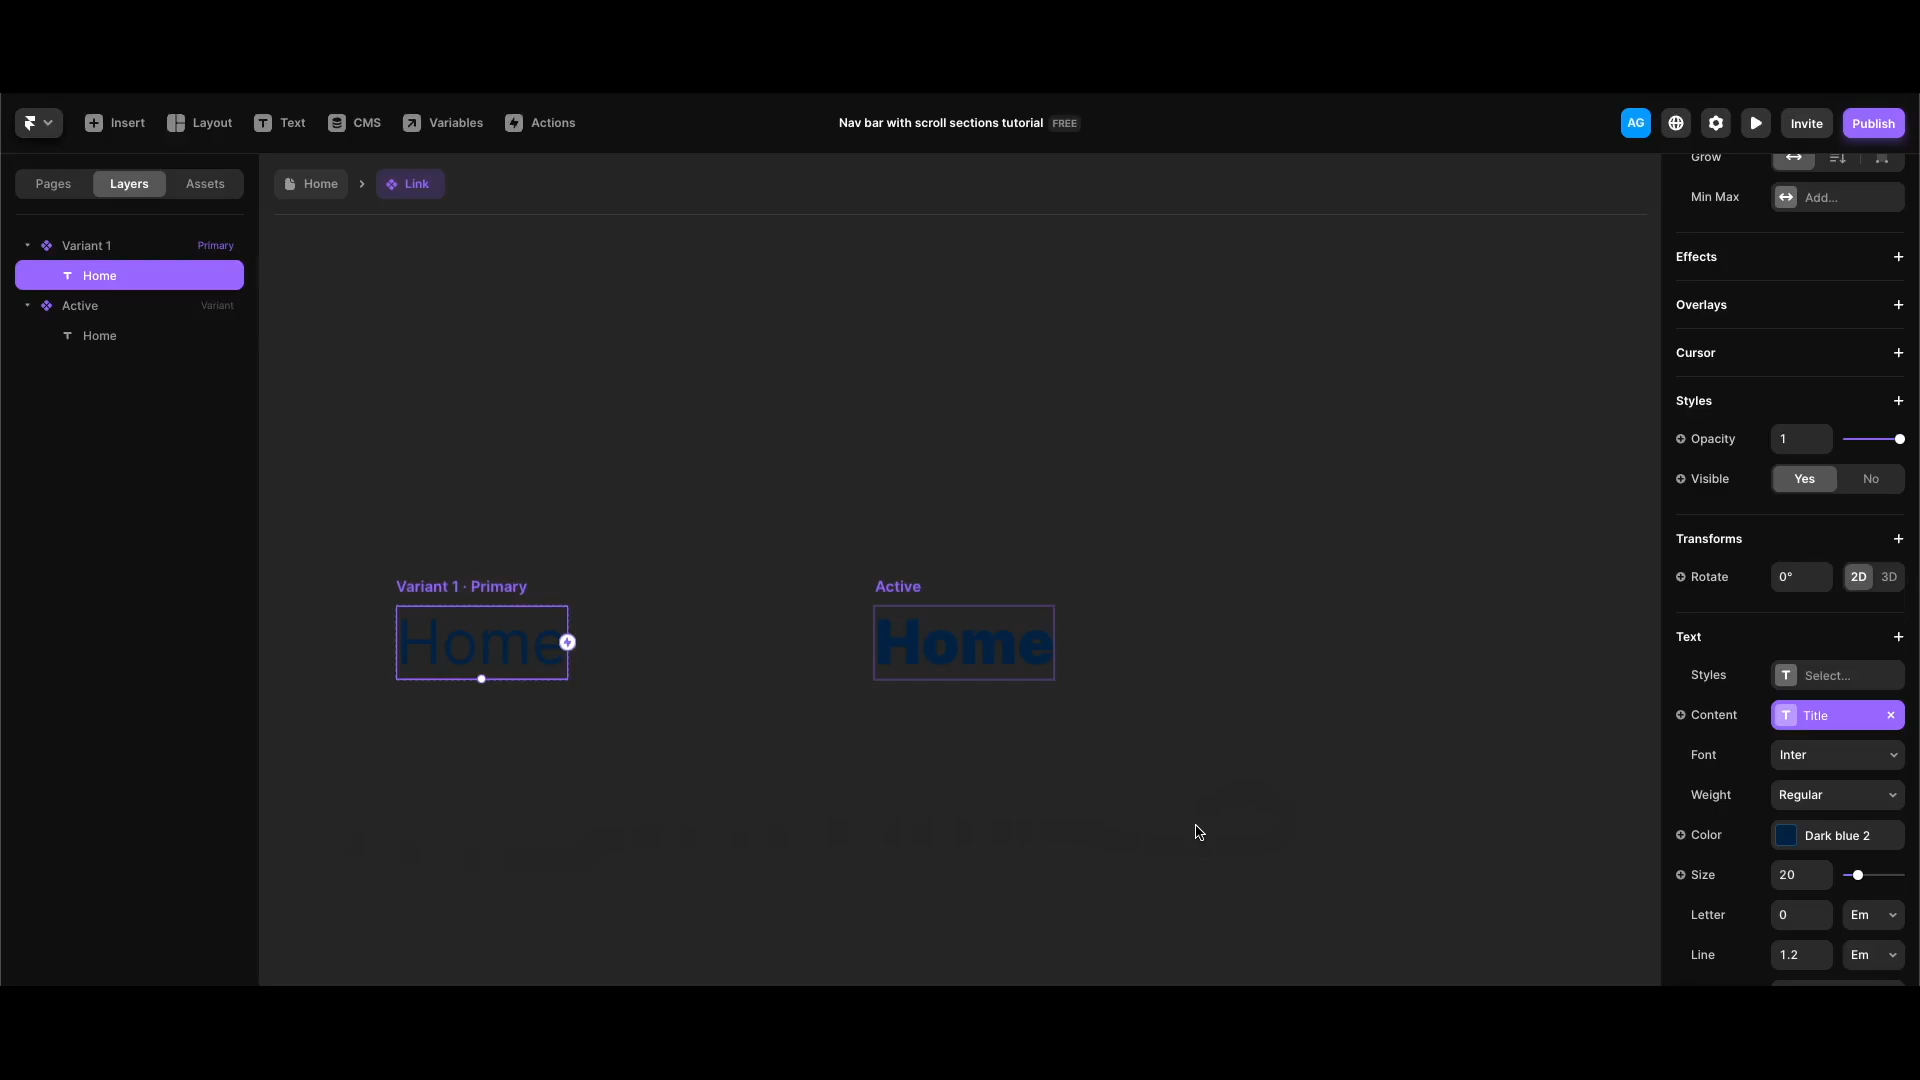 Insert Layout Text CMS Variables Actions Nav bar with scroll sections tutorial FREE AG Invite Publish
Pages Layers Assets
Variant 1 Primary
Home
Active Variant
Home
Home Link
Variant 1 · Primary
Home
Active
Home
Grow
Min Max Add...
Effects
Overlays
Cursor
Styles
Opacity 1
Visible Yes No
Transforms
Rotate 0° 2D 3D
Text
Styles T Select...
Content T Title
Font Inter
Weight Regular
Color Dark blue 2
Size 20
Letter 0 Em
Line 1.2 Em